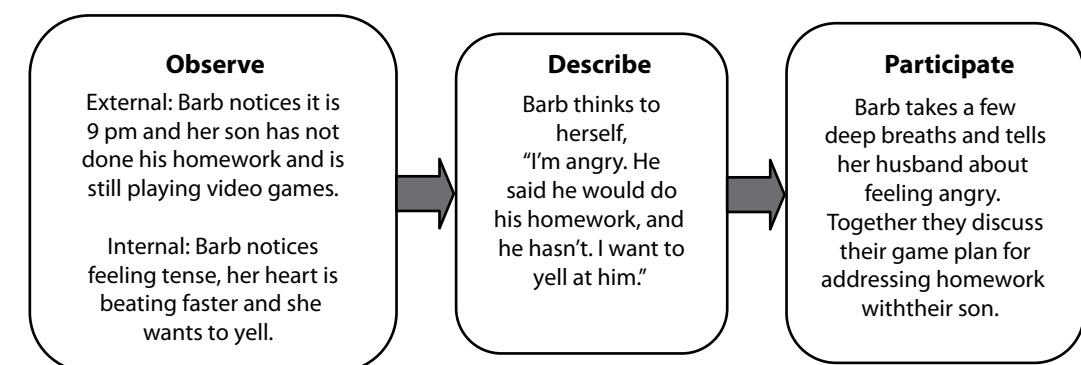 Observe
External: Barb notices it is
9 pm and her son has not
done his homework and is
still playing video games.
Internal: Barb notices
feeling tense, her heart is
beating faster and she
wants to yell.
Describe
Barb thinks to
herself,
“I’m angry. He
said he would do
his homework, and
he hasn’t. I want to
yell at him.”
Participate
Barb takes a few
deep breaths and tells
her husband about
feeling angry.
Together they discuss
their game plan for
addressing homework
withtheir son.